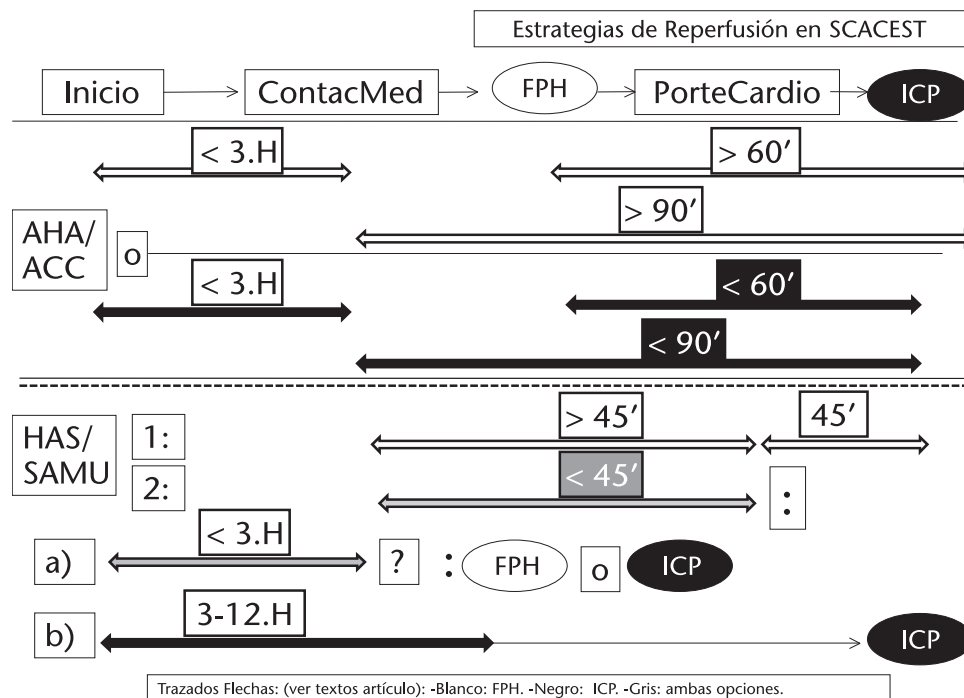 Estrategias de Reperfusión en SCACEST
Inicio ContacMed FPH PorteCardio ICP
< 3.H > 60'
> 90'
AHA/
ACC
o
< 3.H < 60'
< 90'
HAS/
SAMU
1: > 45' 45'
2: < 45' :
a) < 3.H ? : FPH o ICP
b) 3-12.H ICP
Trazados Flechas: (ver textos artículo): -Blanco: FPH. -Negro: ICP. -Gris: ambas opciones.